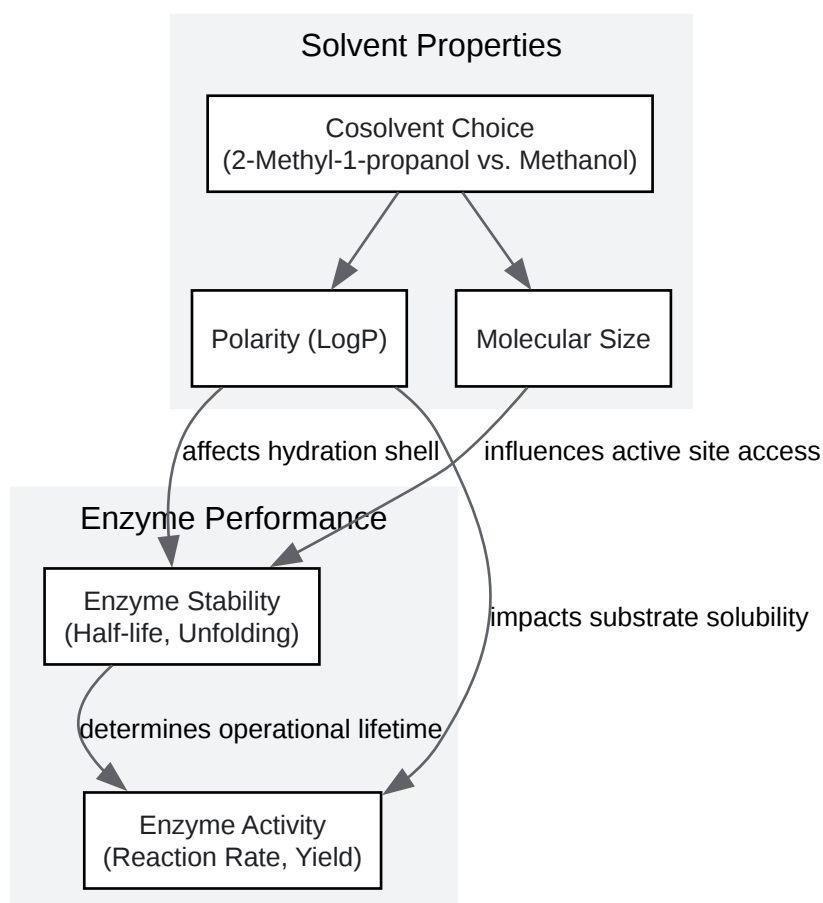 Solvent Properties
Cosolvent Choice
(2-Methyl-1-propanol vs. Methanol)
Polarity (LogP)
Molecular Size
affects hydration shell
influences active site access
Enzyme Performance
Enzyme Stability
(Half-life, Unfolding)
impacts substrate solubility
determines operational lifetime
Enzyme Activity
(Reaction Rate, Yield)